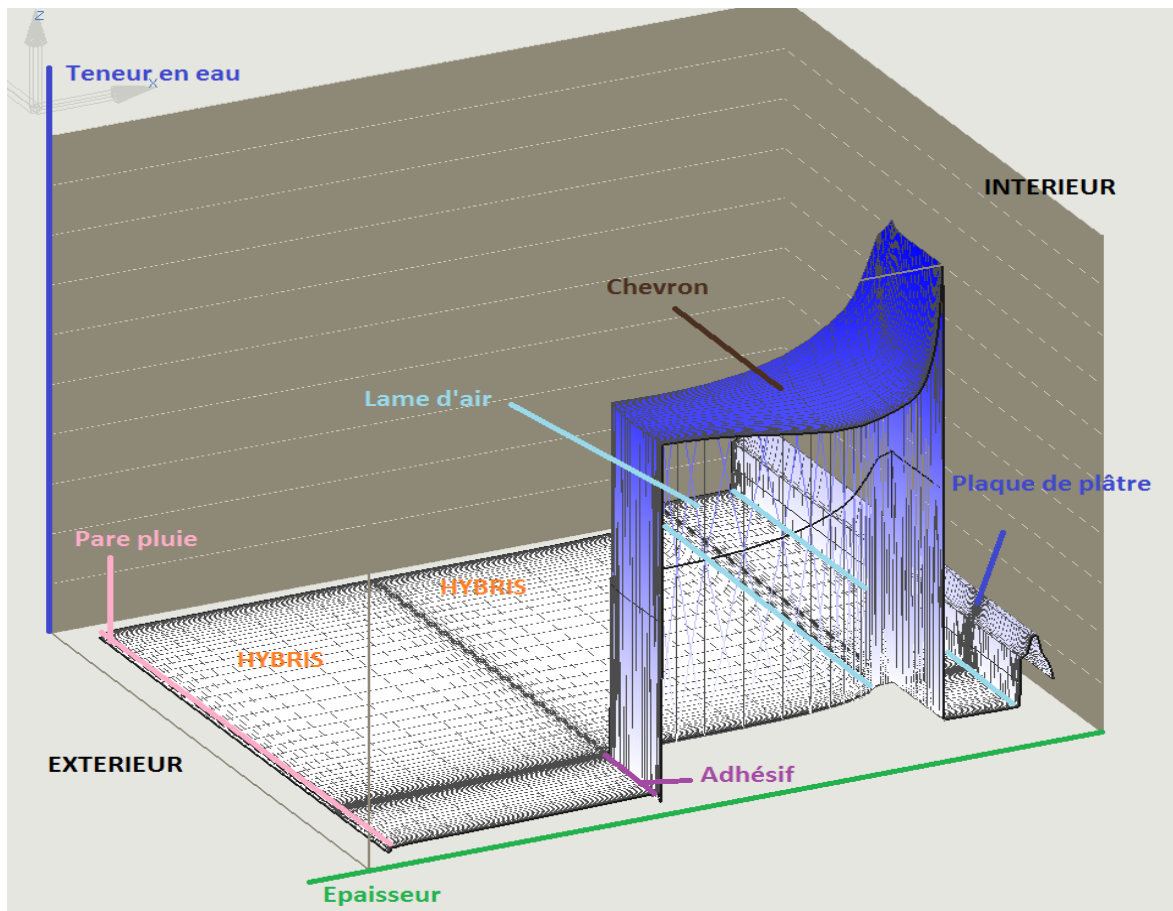 Z
Teneur en eau
X
INTERIEUR
Chevron
Lame d'air
Plaque de plâtre
Pare pluie
HYBRIS
HYBRIS
EXTERIEUR
Adhésif
Epaisseur